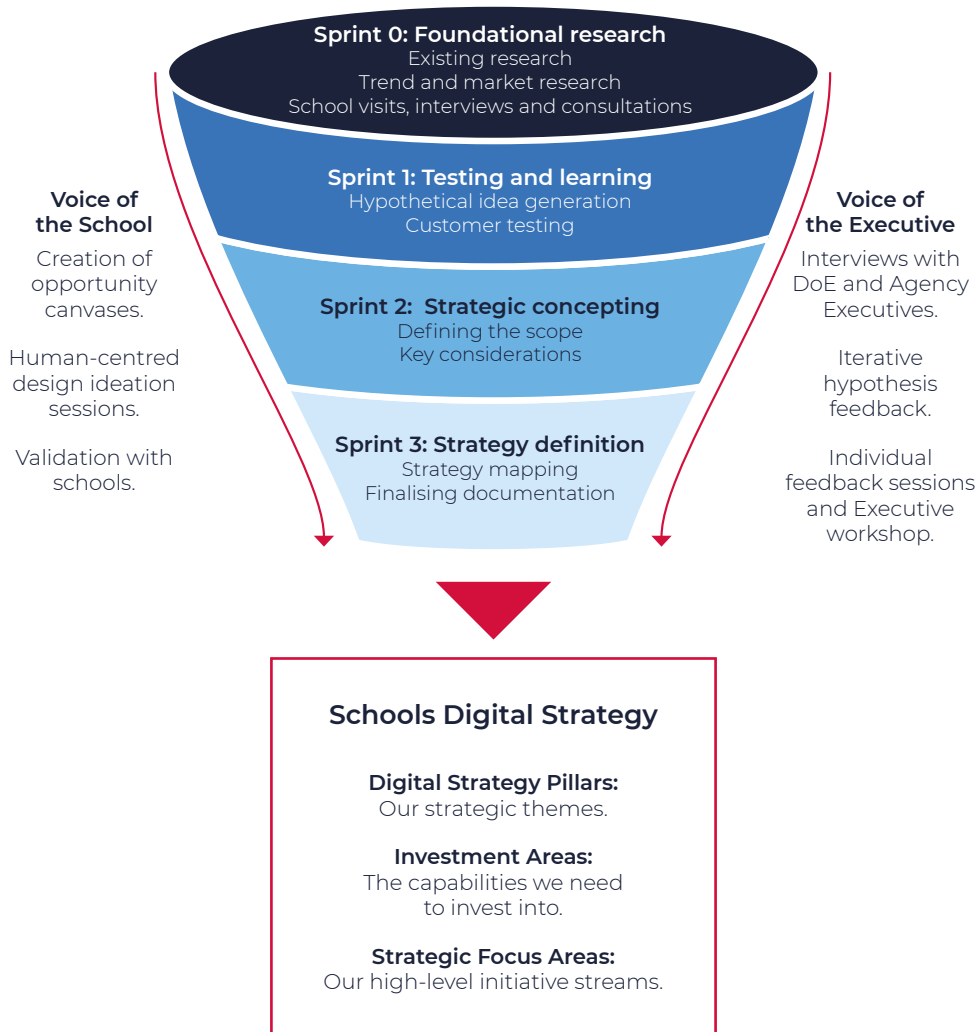 Sprint 0: Foundational research
Existing research
Trend and market research
School visits, interviews and consultations
Sprint 1: Testing and learning
Hypothetical idea generation
Customer testing
Sprint 2:  Strategic concepting
Defining the scope
Key considerations
Sprint 3: Strategy definition
Strategy mapping
Finalising documentation
Voice of
the School
Creation of
opportunity
canvases.
Human-centred
design ideation
sessions.
Validation with
schools.
Voice of
the Executive
Interviews with
DoE and Agency
Executives.
Iterative
hypothesis
feedback.
Individual
feedback sessions
and Executive
workshop.
Schools Digital Strategy
Digital Strategy Pillars:
Our strategic themes.
Investment Areas:
The capabilities we need
to invest into.
Strategic Focus Areas:
Our high-level initiative streams.